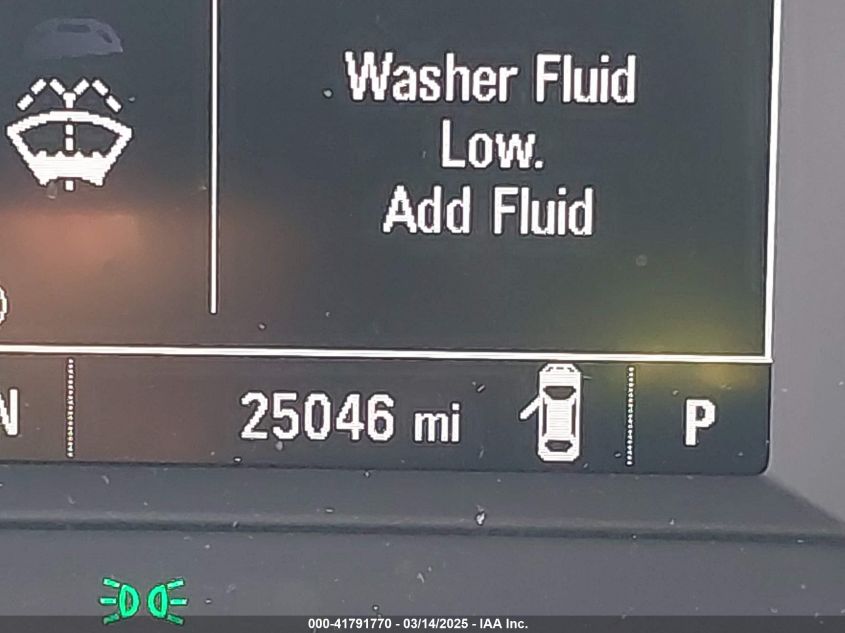 Washer Fluid
Low.
Add Fluid
N
25046 mi
P
000-41791770 - 03/14/2025 - IAA Inc.